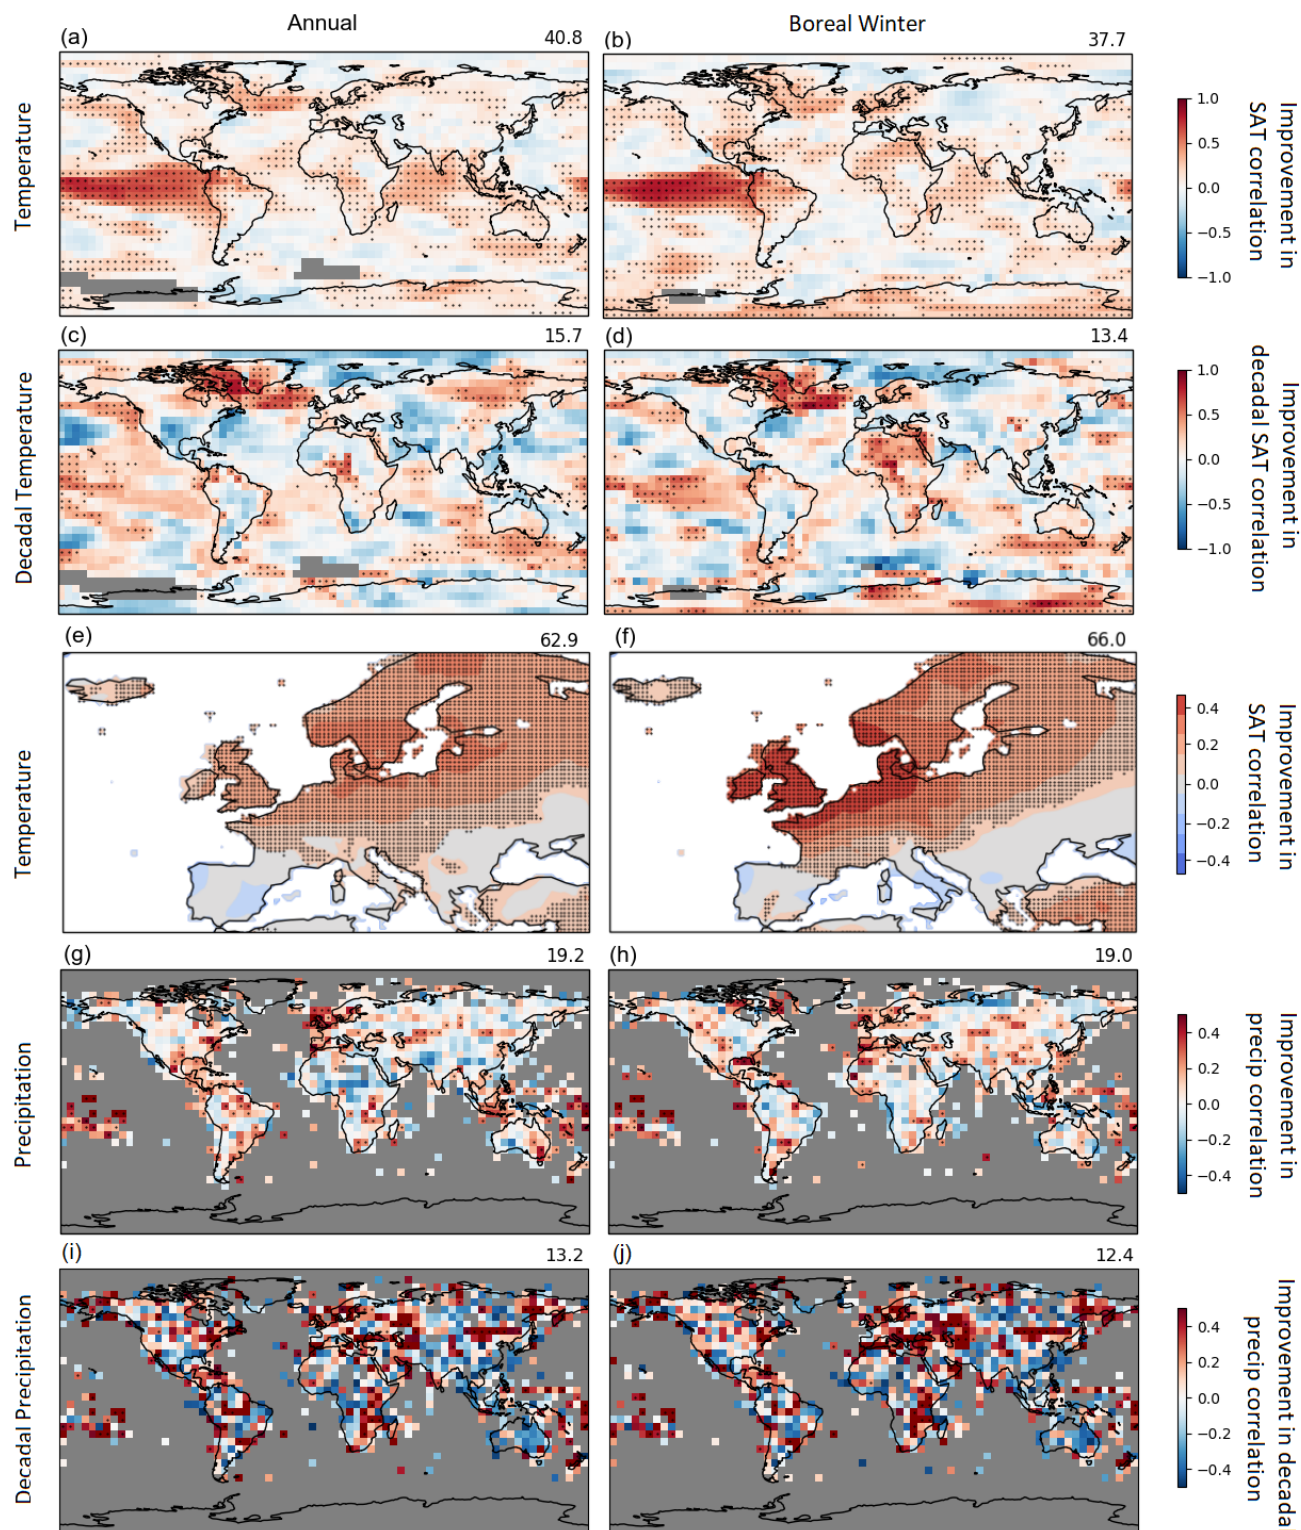 Annual
Boreal Winter
(a)
40.8
(b)
37.7
Temperature
1.0
0.5
0.0
−0.5
−1.0
Improvement in
SAT correlation
(c)
15.7
(d)
13.4
Decadal Temperature
1.0
0.5
0.0
−0.5
−1.0
Improvement in
decadal SAT correlation
(e)
62.9
(f)
66.0
Temperature
0.4
0.2
0.0
−0.2
−0.4
Improvement in
SAT correlation
(g)
19.2
(h)
19.0
Precipitation
0.4
0.2
0.0
−0.2
−0.4
Improvement in
precip correlation
(i)
13.2
(j)
12.4
Decadal Precipitation
0.4
0.2
0.0
−0.2
−0.4
Improvement in decada
precip correlation